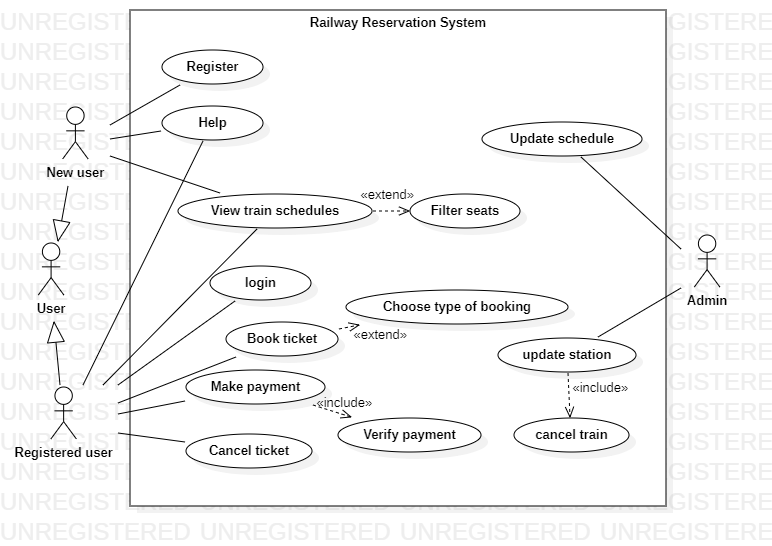 Railway Reservation System
Register
Help
Update schedule
New user
«extend»
View train schedules
Filter seats
login
User
Admin
Choose type of booking
Book ticket
«extend»
update station
Make payment
«include»
«include»
Verify payment
cancel train
Registered user
Cancel ticket
UNREGISTERED UNREGISTERED UNREGISTERED UNREGISTERED